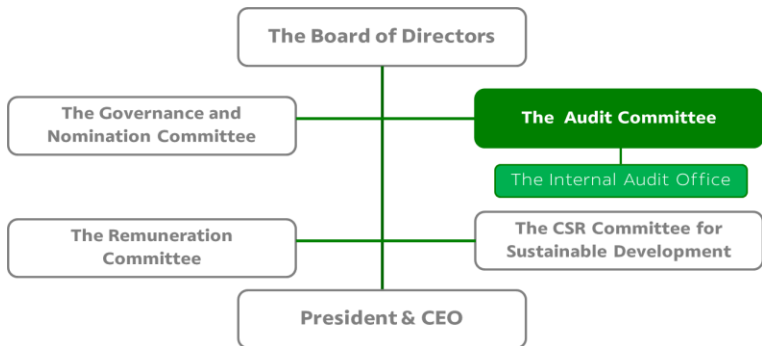 The Board of Directors
The Governance and
Nomination Committee
The Audit Committee
The Internal Audit Office
The Remuneration
Committee
The CSR Committee for
Sustainable Development
President & CEO